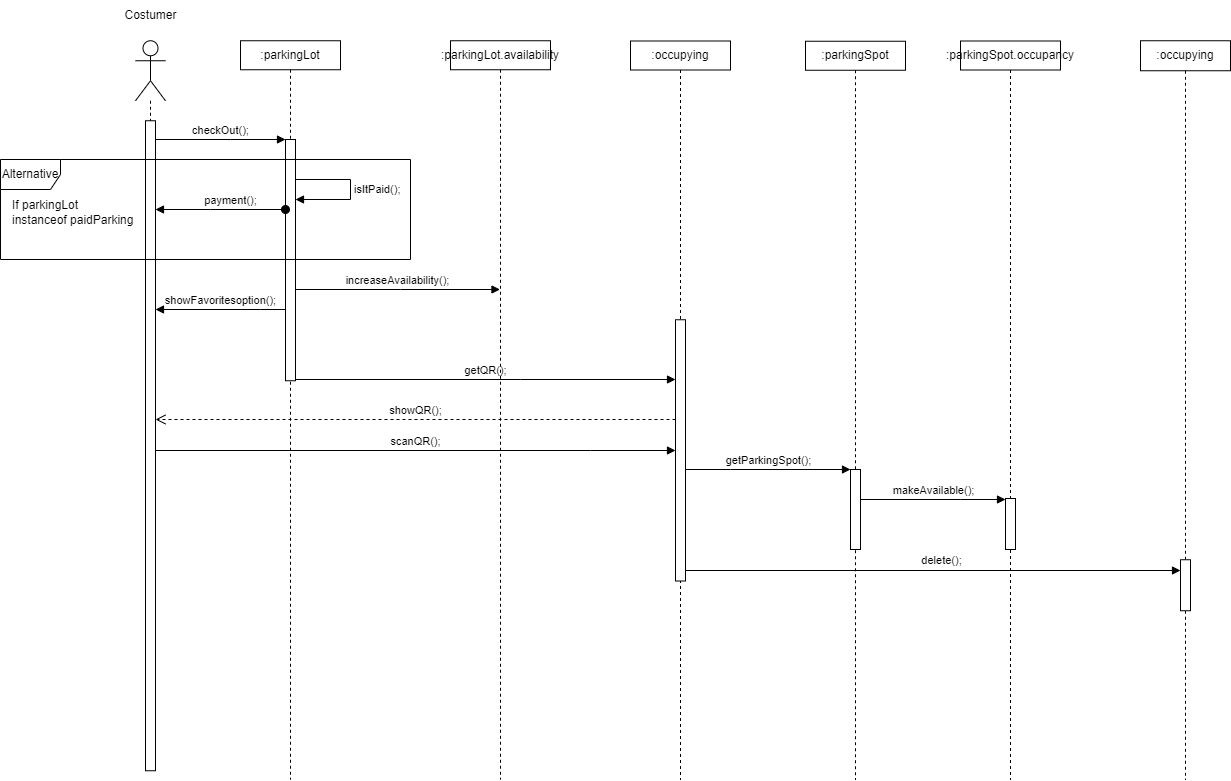 Costumer
:parkingLot
:parkingLot.availability
:occupying
:parkingSpot
:parkingSpot.occupancy
:occupying
checkOut();
Alternative
isItPaid();
If parkingLot
instanceof paidParking
payment();
increaseAvailability();
showFavoritesoption();
getQR();
showQR();
scanQR();
getParkingSpot();
makeAvailable();
delete();